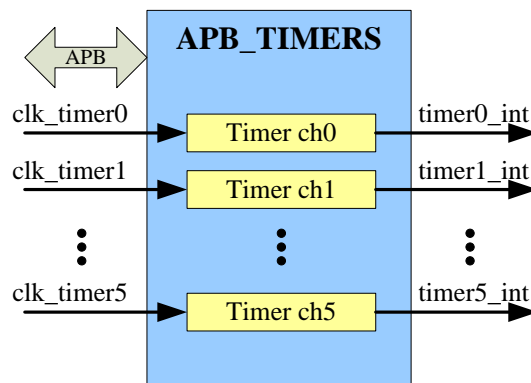 APB_TIMERS
APB
clk_timer0
Timer ch0
timer0_int
clk_timer1
Timer ch1
timer1_int
clk_timer5
Timer ch5
timer5_int